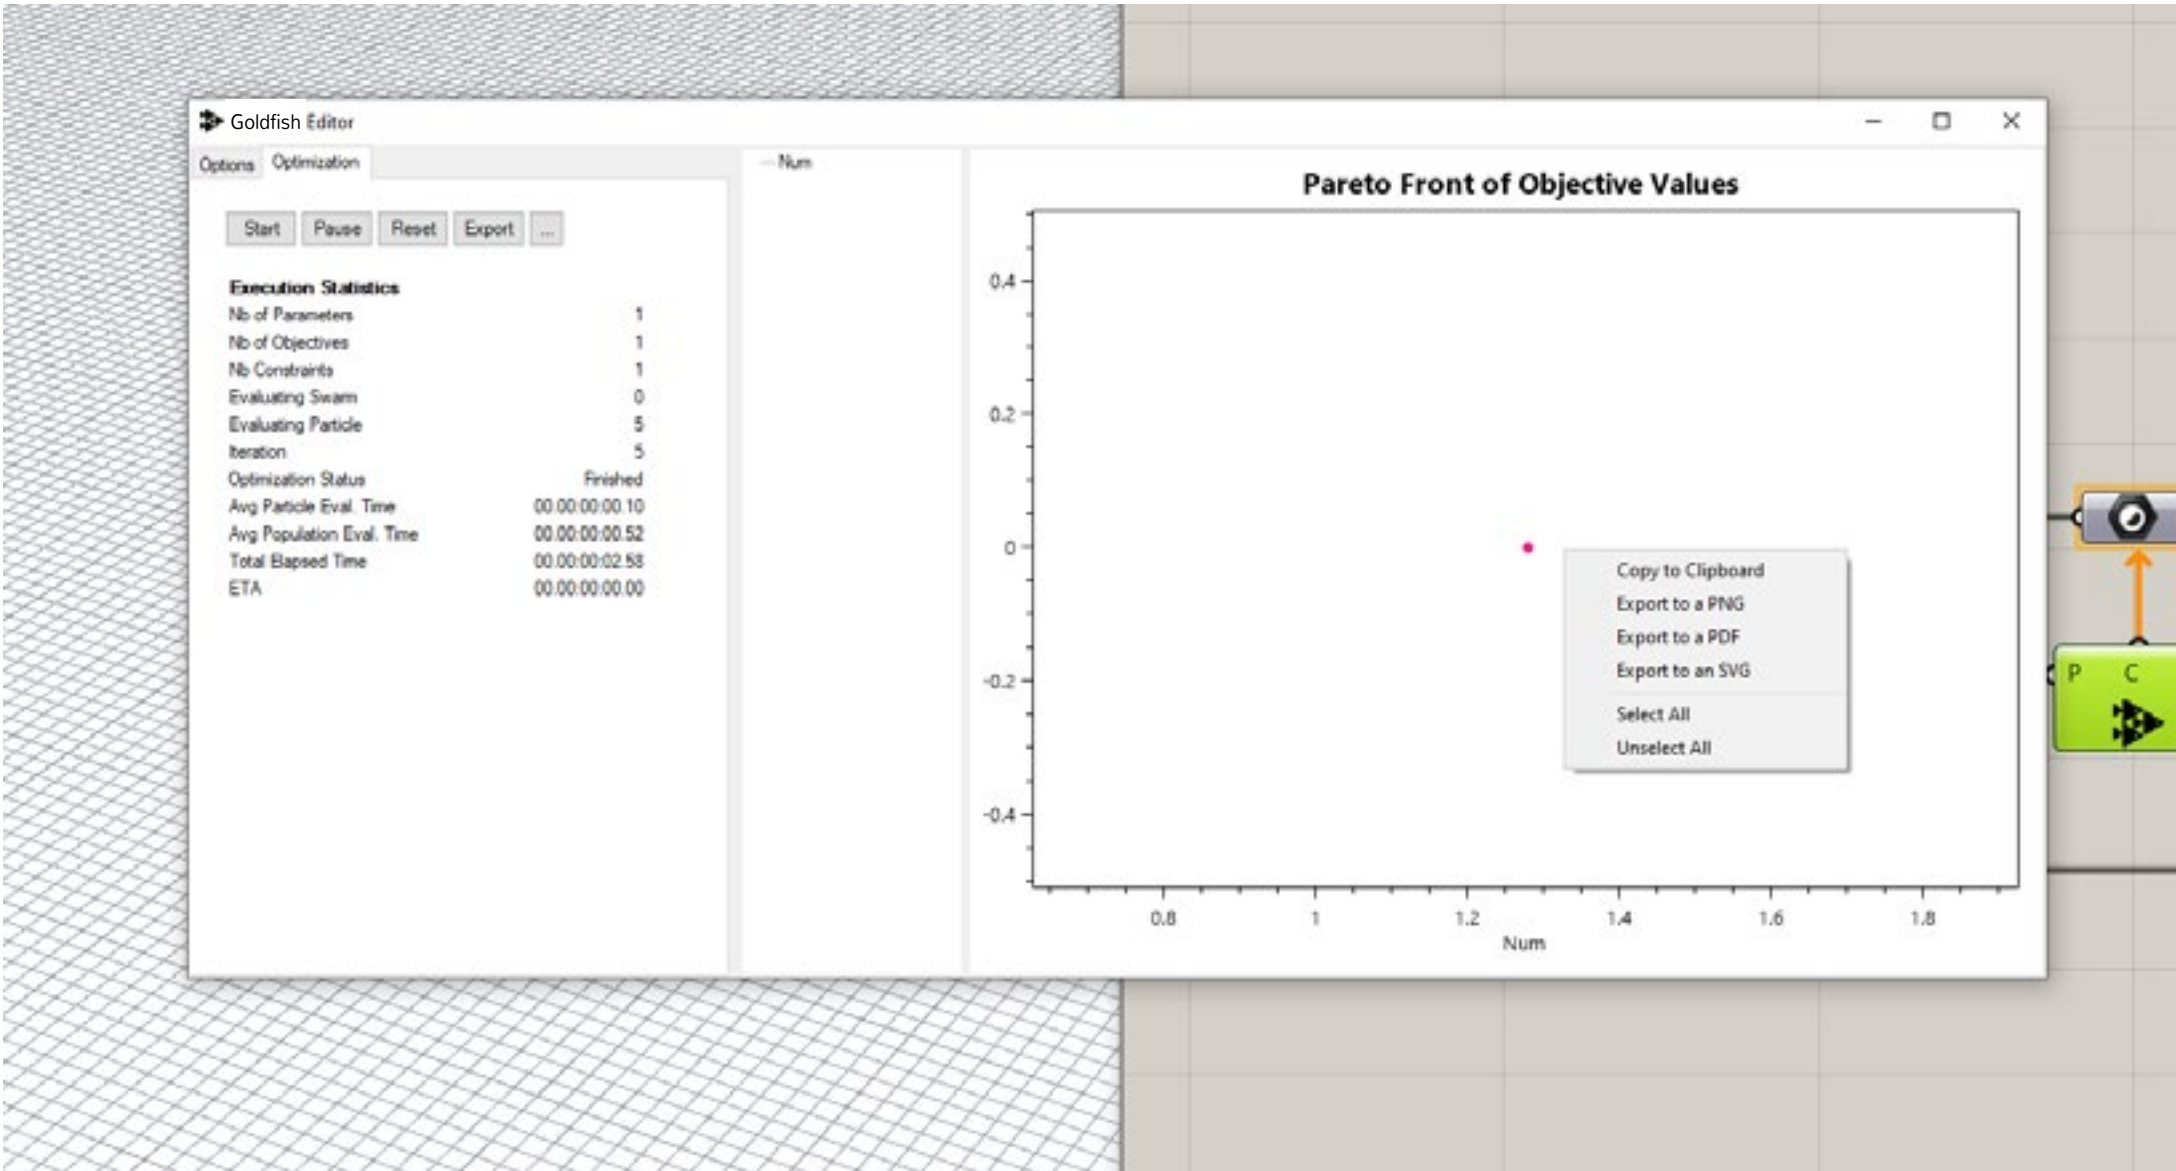 Goldfish Editor
Options Optimization
Start Pause Reset Export ...
Execution Statistics
Nb of Parameters 1
Nb of Objectives 1
Nb Constraints 1
Evaluating Swarm 0
Evaluating Particle 5
Iteration 5
Optimization Status Finished
Avg Particle Eval. Time 00.00:00:00.10
Avg Population Eval. Time 00.00:00:00.52
Total Elapsed Time 00.00:00:02.58
ETA 00.00:00:00.00
Num
Pareto Front of Objective Values
0.4
0.2
0
-0.2
-0.4
0.8 1 1.2 1.4 1.6 1.8
Num
Copy to Clipboard
Export to a PNG
Export to a PDF
Export to an SVG
Select All
Unselect All
P C